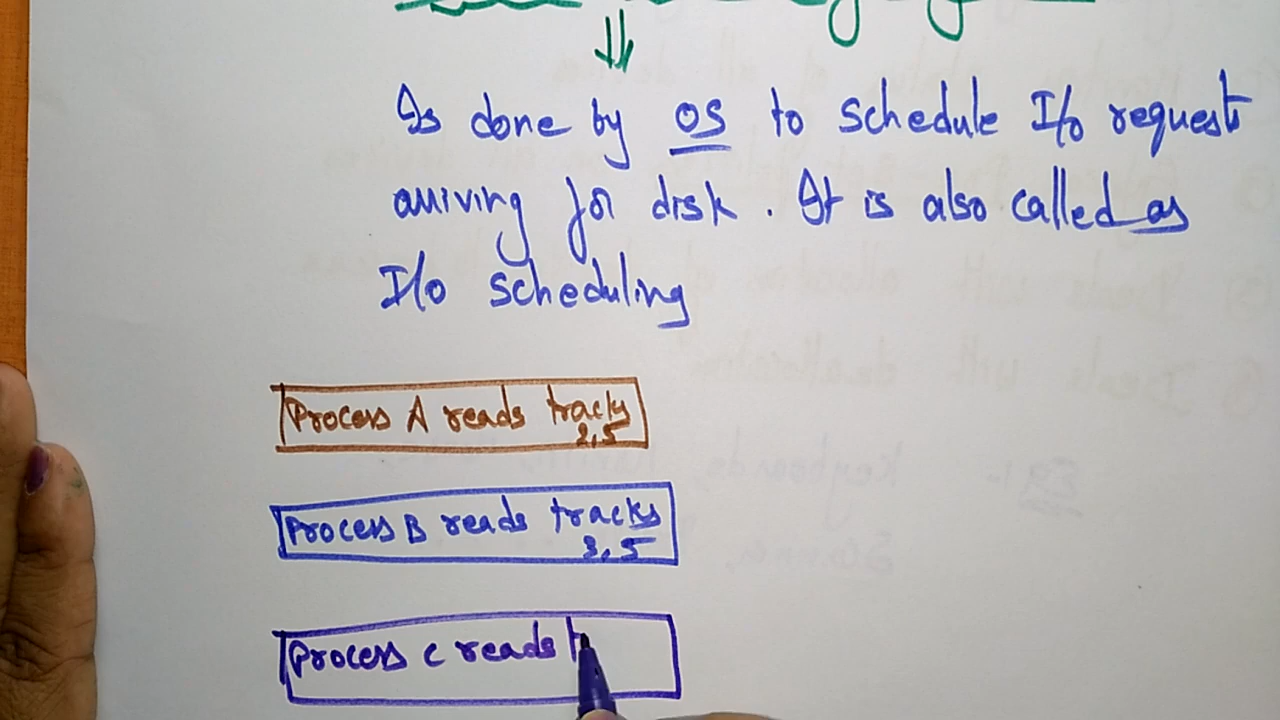 Is done by OS to schedule I/o request
arriving for disk. It is also called as
I/o scheduling
Process A reads tracks
2,5
Process B reads tracks
3,5
Process C reads t